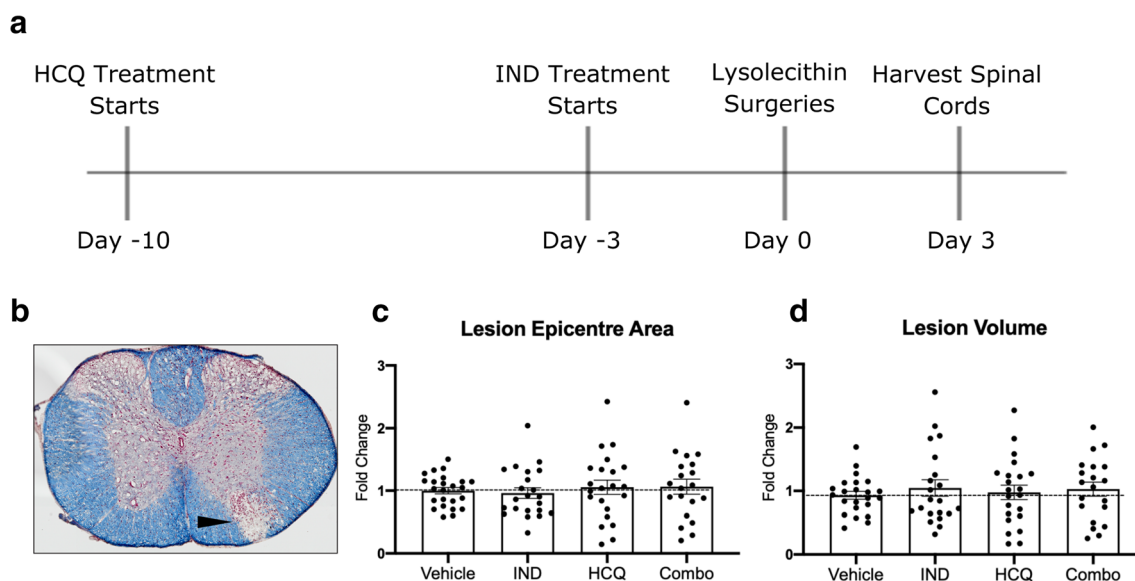 a
HCQ Treatment
Starts
IND Treatment
Starts
Lysolecithin
Surgeries
Harvest Spinal
Cords
Day -10
Day -3
Day 0
Day 3
b
c
Lesion Epicentre Area
Fold Change
3
2
1
0
Vehicle
IND
HCQ
Combo
d
Lesion Volume
Fold Change
3
2
1
0
Vehicle
IND
HCQ
Combo